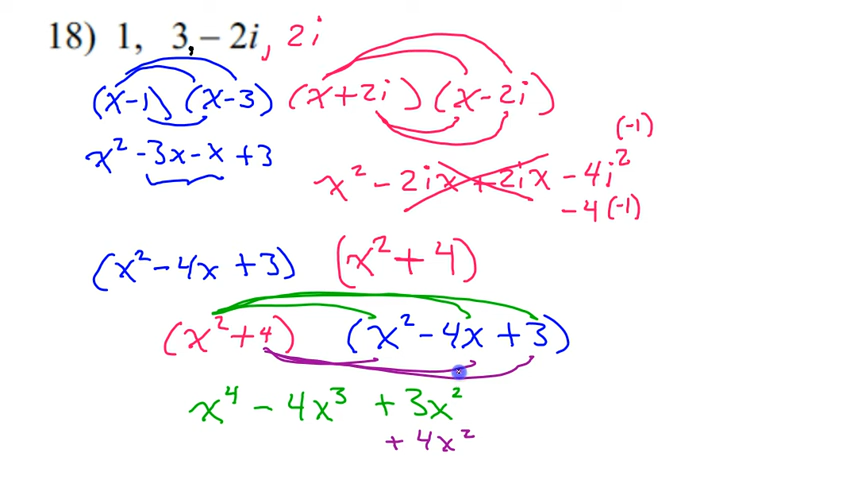 18) 1, 3, – 2i, 2i
(x-1)(x-3) (x+2i)(x-2i)
(-1)
x² -3x-x +3 x² - 2ix + 2ix - 4i²
-4(-1)
(x²-4x+3) (x²+4)
(x²+4) (x²-4x+3)
x⁴ - 4x³ + 3x²
+ 4x²